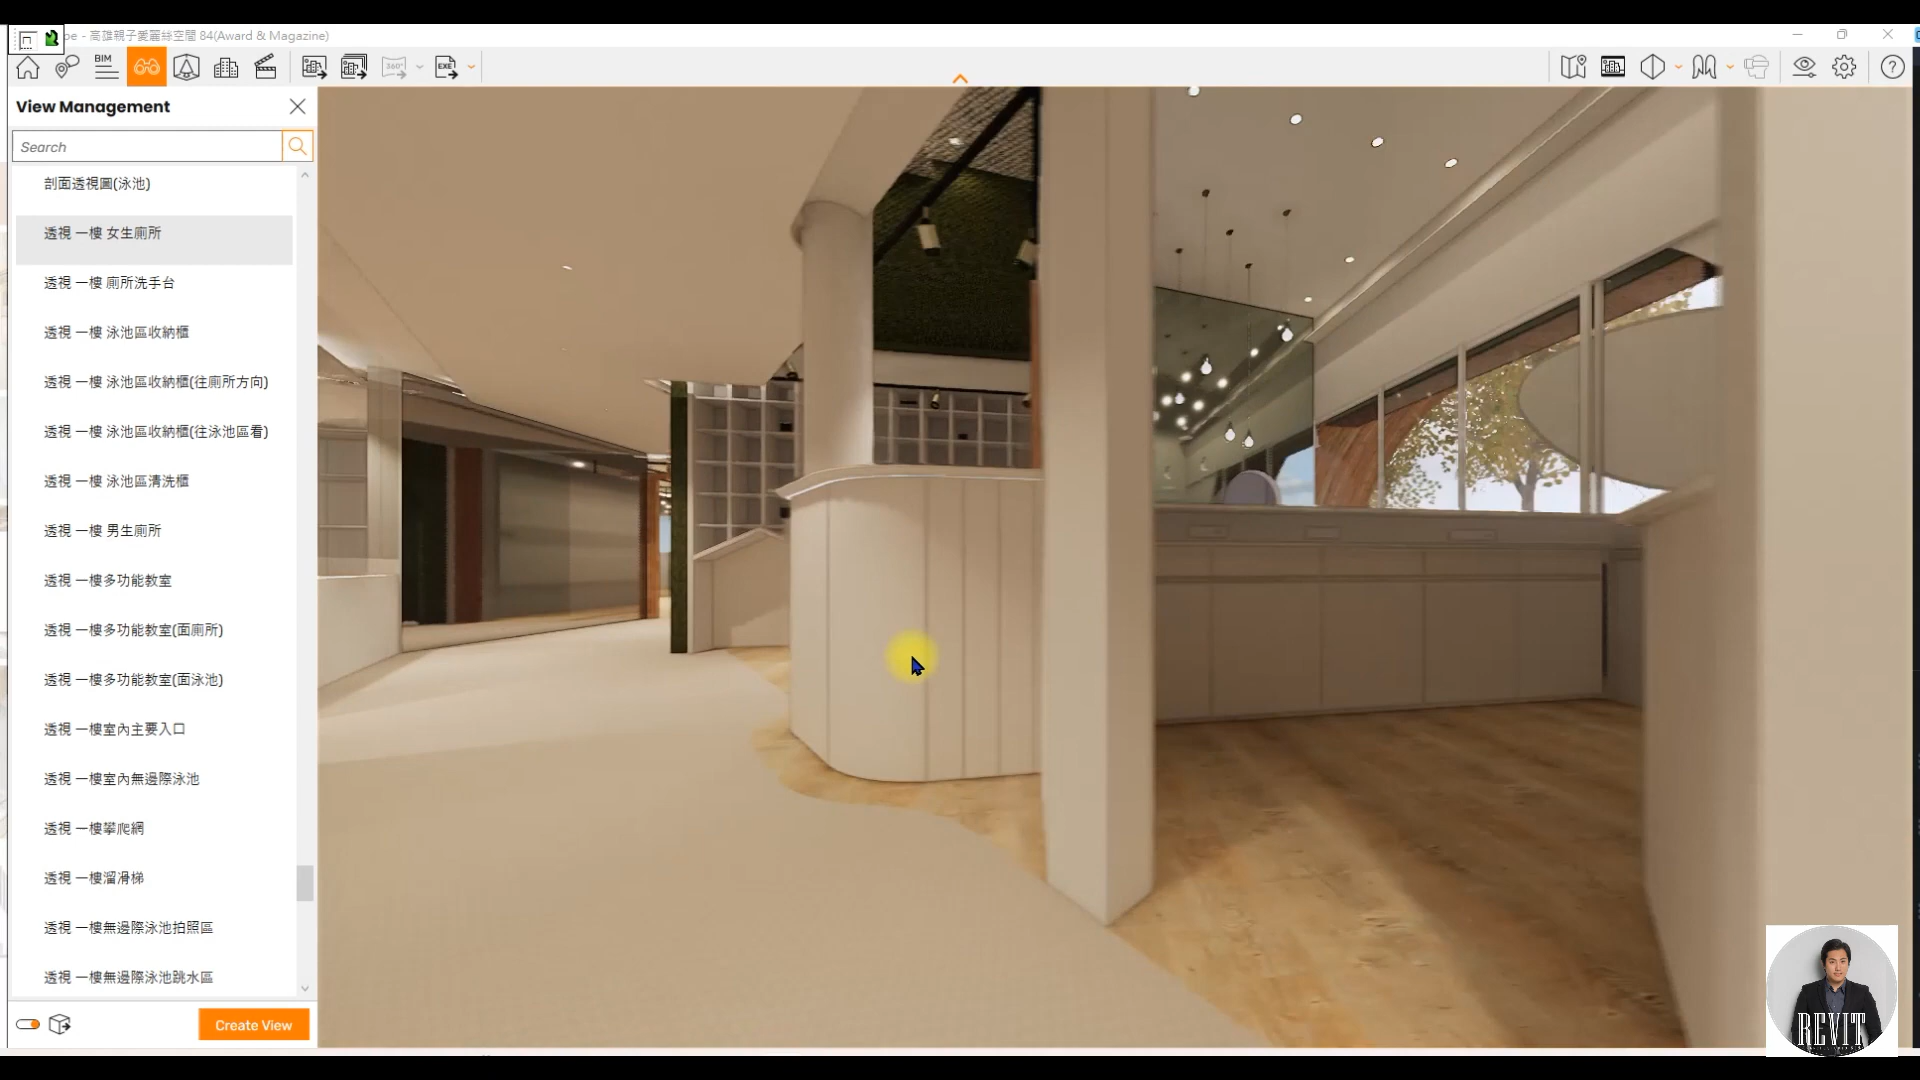 pe - 高雄親子愛麗絲空間 84(Award & Magazine)
BIM
360°
EXE
View Management
Search
剖面透視圖(泳池)
透視 一樓 女生廁所
透視 一樓 廁所洗手台
透視 一樓 泳池區收納櫃
透視 一樓 泳池區收納櫃(往廁所方向)
透視 一樓 泳池區收納櫃(往泳池區看)
透視 一樓 泳池區清洗櫃
透視 一樓 男生廁所
透視 一樓多功能教室
透視 一樓多功能教室(面廁所)
透視 一樓多功能教室(面泳池)
透視 一樓室內主要入口
透視 一樓室內無邊際泳池
透視 一樓攀爬網
透視 一樓溜滑梯
透視 一樓無邊際泳池拍照區
透視 一樓無邊際泳池跳水區
Create View
REVIT